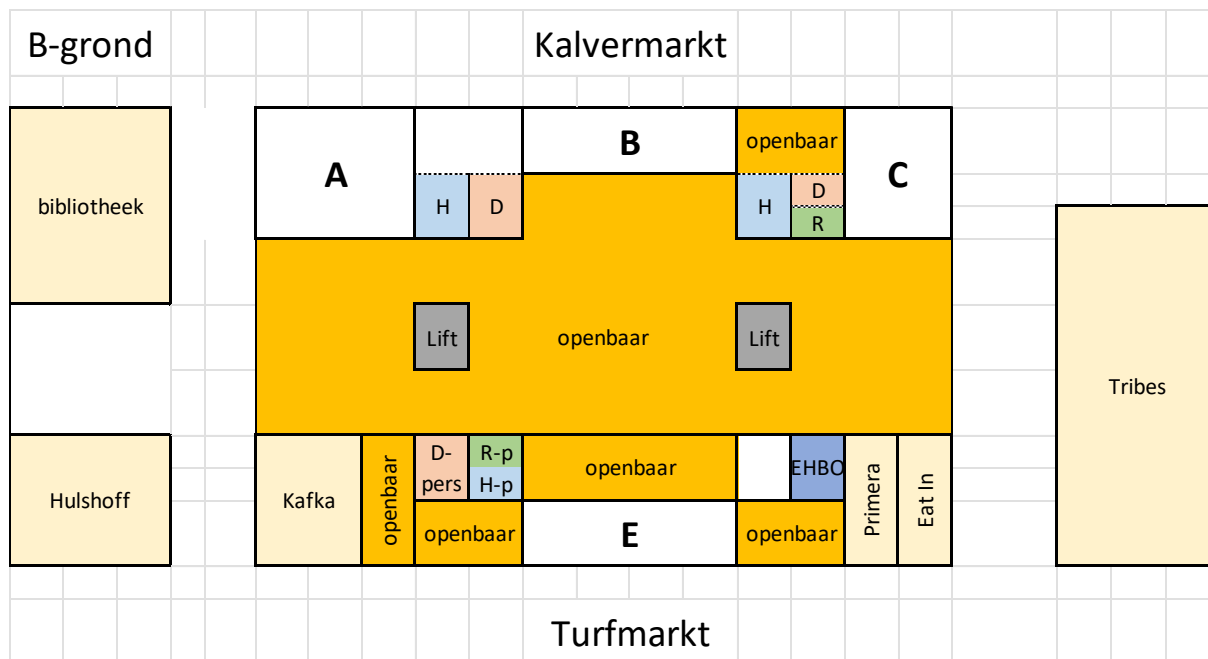 B-grond
Kalvermarkt
A
B
openbaar
C
bibliotheek
H
D
H
D
R
Lift
openbaar
Lift
Tribes
Hulshoff
Kafka
openbaar
D-
pers
R-p
H-p
openbaar
EHBO
Primera
Eat In
openbaar
E
openbaar
Turfmarkt